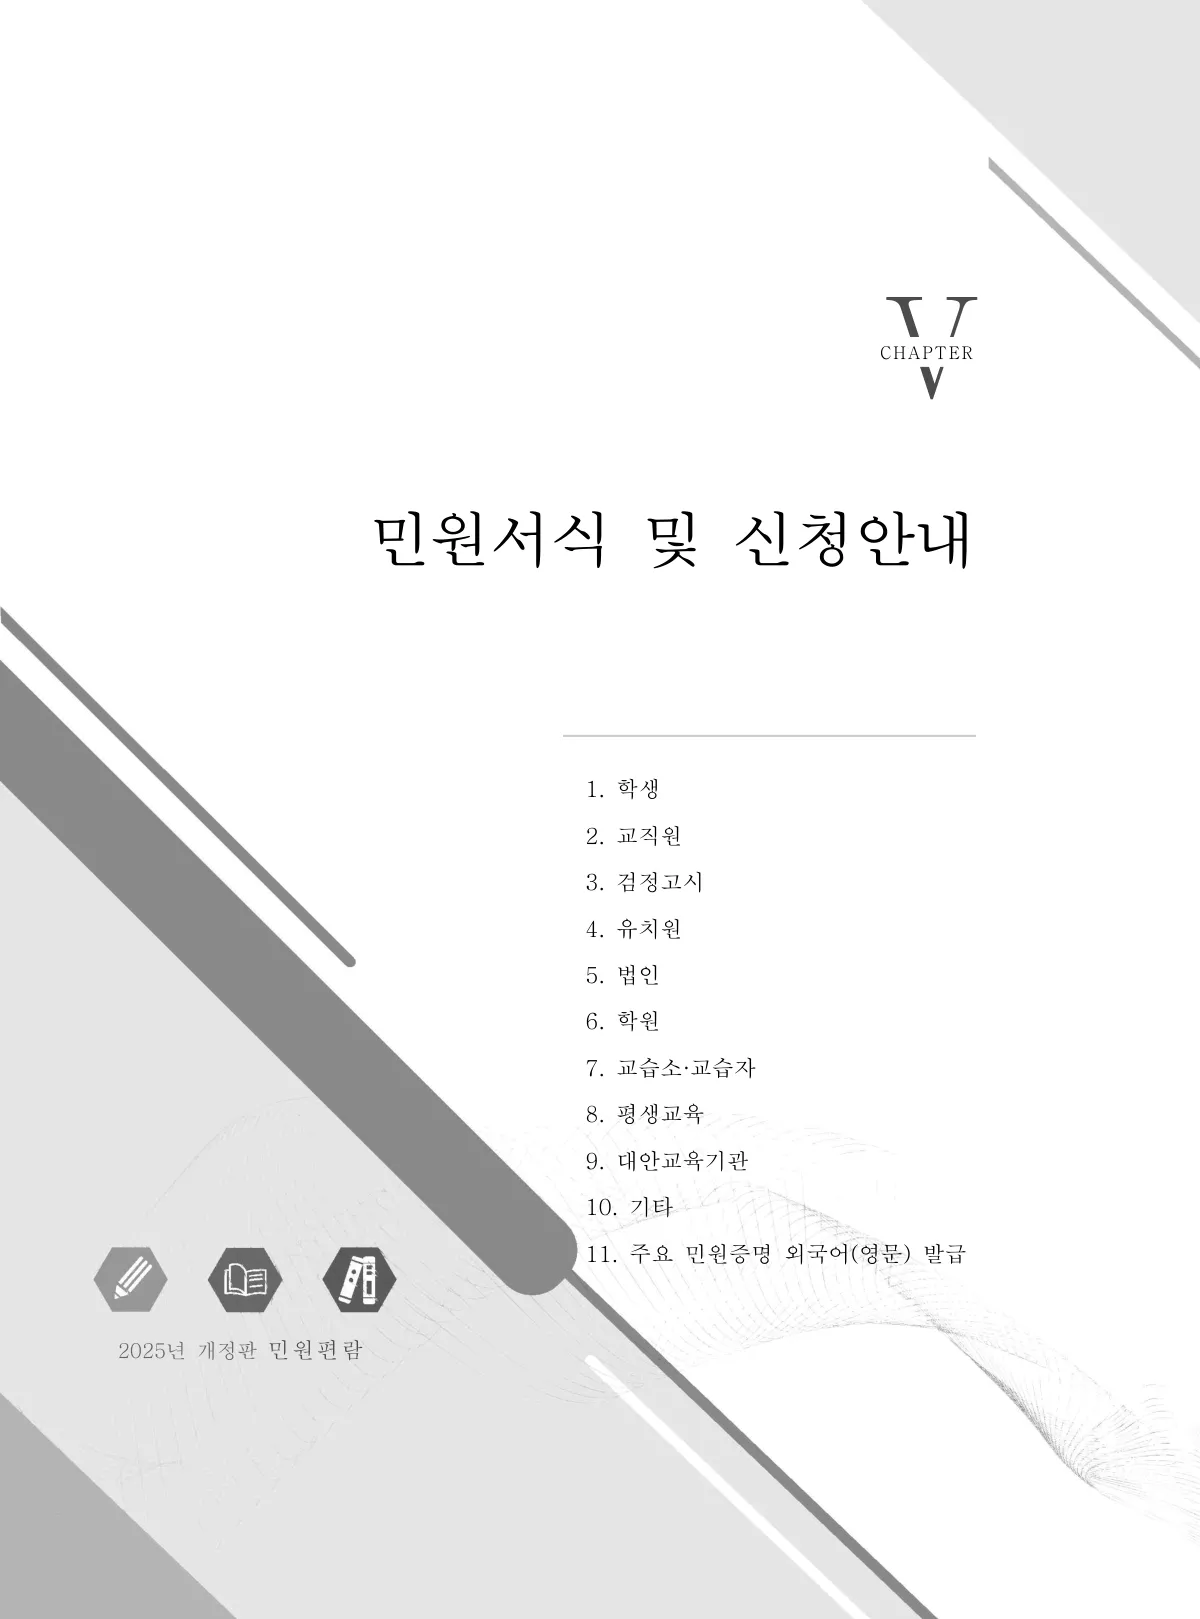 V
CHAPTER
민원서식 및 신청안내
1. 학생
2. 교직원
3. 검정고시
4. 유치원
5. 법인
6. 학원
7. 교습소·교습자
8. 평생교육
9. 대안교육기관
10. 기타
11. 주요 민원증명 외국어(영문) 발급
2025년 개정판 민원편람